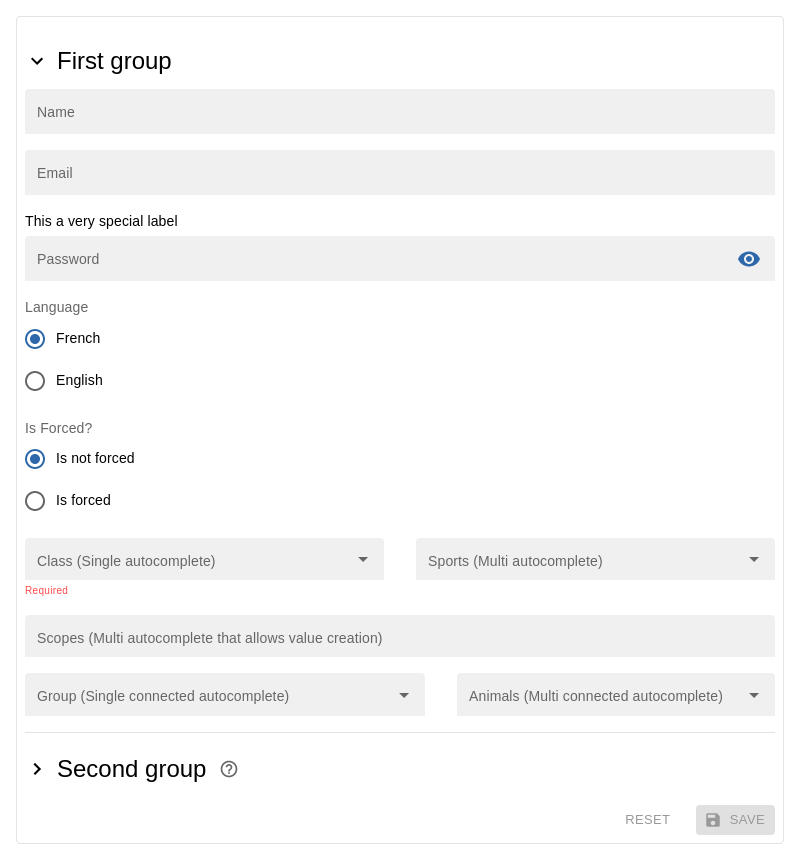 First group
Name
Email
This a very special label
Password
Language
French
English
Is Forced?
Is not forced
Is forced
Class (Single autocomplete)
Sports (Multi autocomplete)
Required
Scopes (Multi autocomplete that allows value creation)
Group (Single connected autocomplete)
Animals (Multi connected autocomplete)
Second group
RESET
SAVE